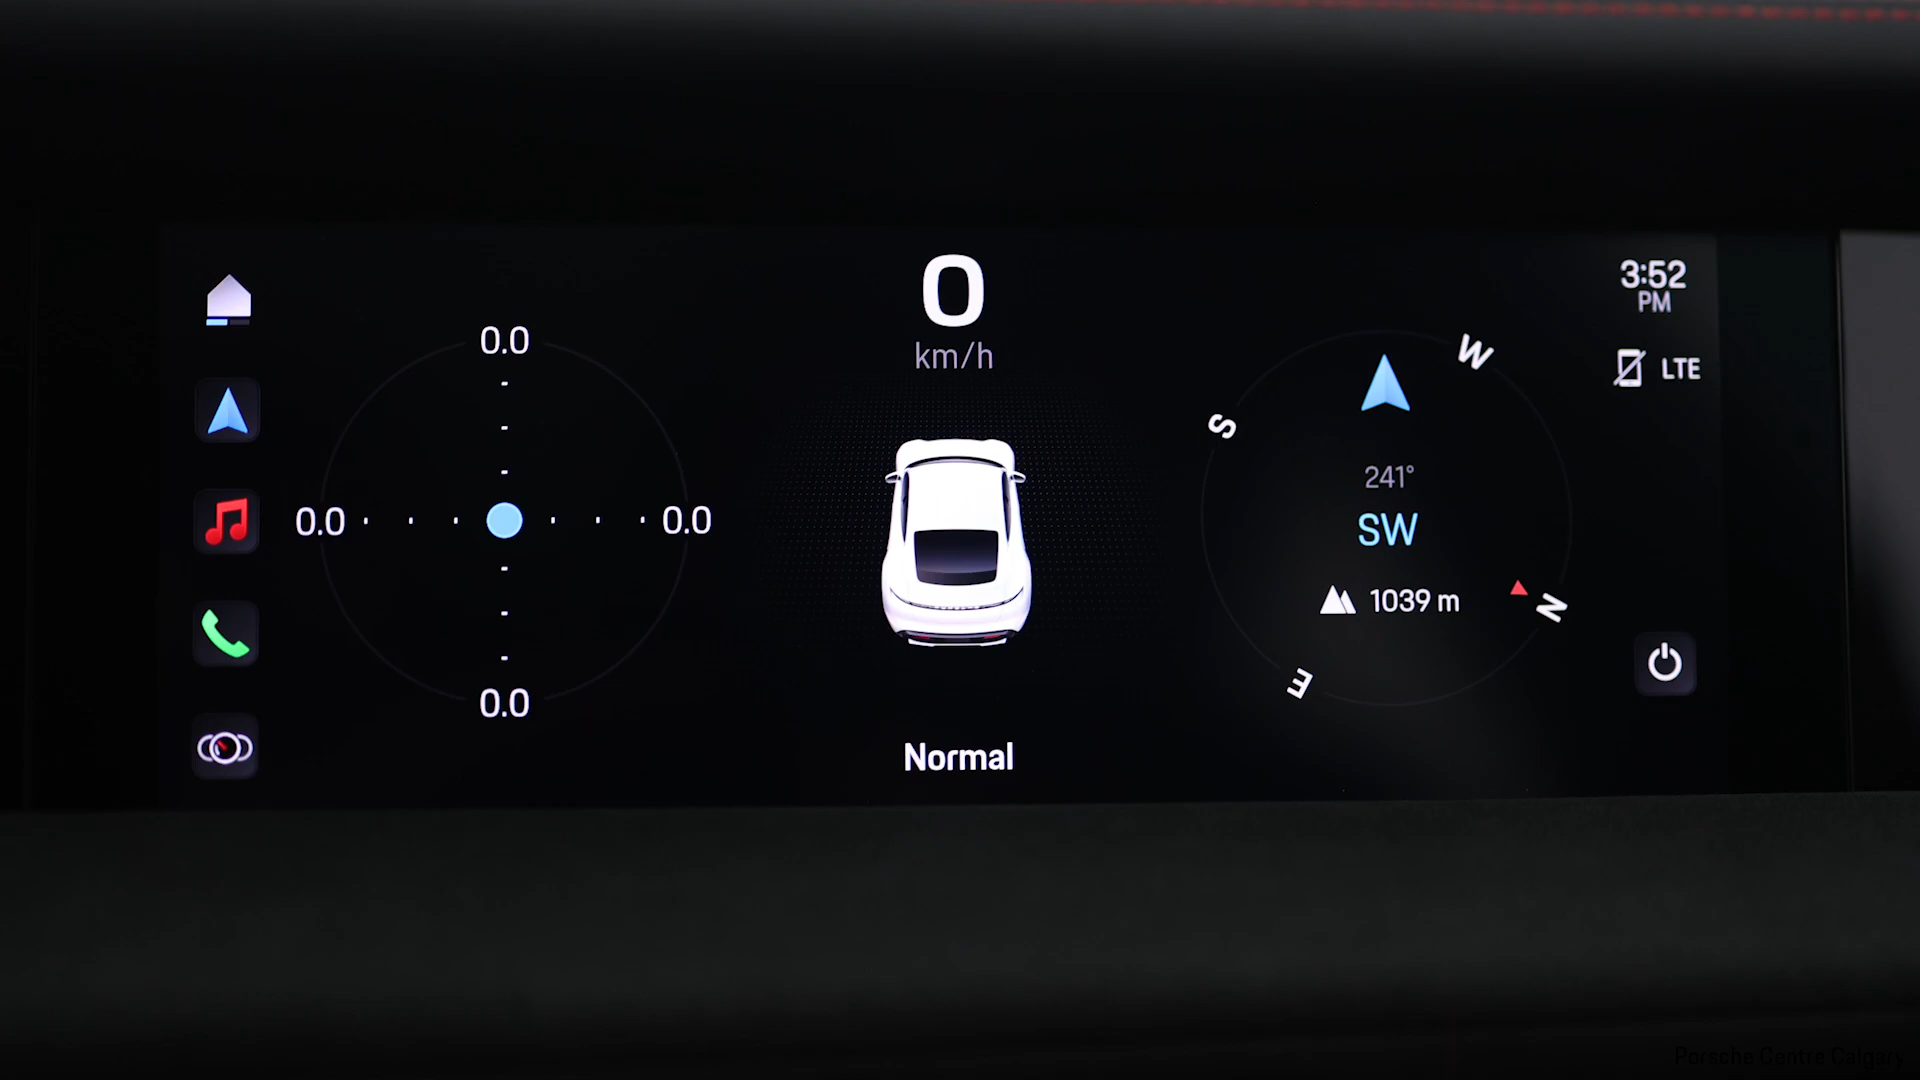 0
km/h
3:52
PM
LTE
0.0
0.0
0.0
0.0
W
S
N
E
241°
SW
1039 m
Normal
Porsche Centre Calgary